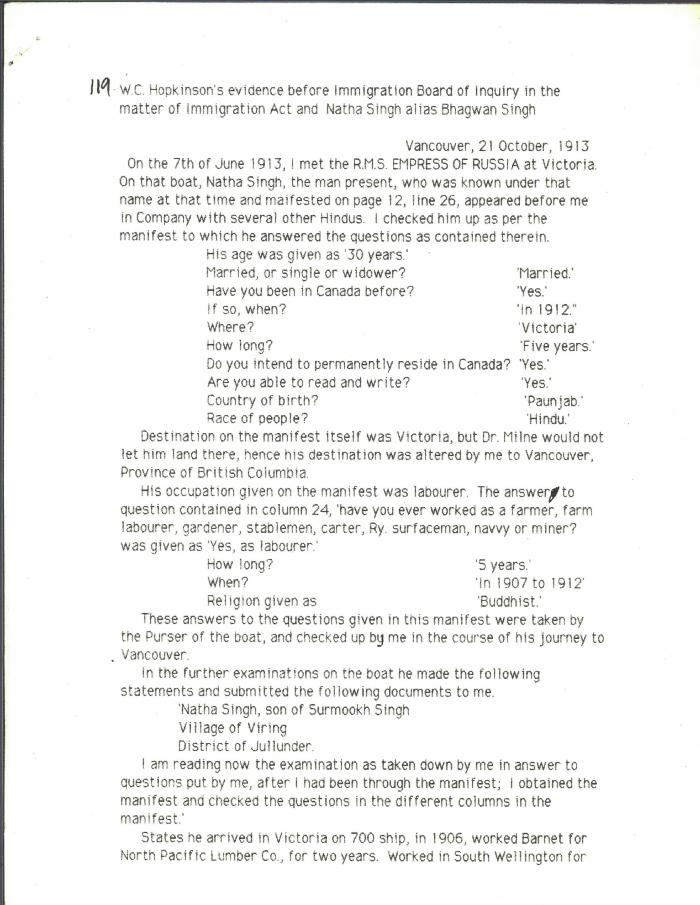 119 W.C. Hopkinson's evidence before Immigration Board of Inquiry in the
matter of Immigration Act and Natha Singh alias Bhagwan Singh
Vancouver, 21 October, 1913
On the 7th of June 1913, I met the R.M.S. EMPRESS OF RUSSIA at Victoria.
On that boat, Natha Singh, the man present, who was known under that
name at that time and maifested on page 12, line 26, appeared before me
in Company with several other Hindus. I checked him up as per the
manifest to which he answered the questions as contained therein.
His age was given as '30 years.'
Married, or single or widower? 'Married.'
Have you been in Canada before? 'Yes.'
If so, when? 'In 1912."
Where? 'Victoria'
How long? 'Five years.'
Do you intend to permanently reside in Canada? 'Yes.'
Are you able to read and write? 'Yes.'
Country of birth? 'Paunjab.'
Race of people? 'Hindu.'
Destination on the manifest itself was Victoria, but Dr. Milne would not
let him land there, hence his destination was altered by me to Vancouver,
Province of British Columbia.
His occupation given on the manifest was labourer. The answer to
question contained in column 24, 'have you ever worked as a farmer, farm
labourer, gardener, stablemen, carter, Ry. surfaceman, navvy or miner?
was given as 'Yes, as labourer.'
How long? '5 years.'
When? 'In 1907 to 1912'
Religion given as 'Buddhist.'
These answers to the questions given in this manifest were taken by
the Purser of the boat, and checked up by me in the course of his journey to
Vancouver.
In the further examinations on the boat he made the following
statements and submitted the following documents to me.
'Natha Singh, son of Surmookh Singh
Village of Viring
District of Jullunder.
I am reading now the examination as taken down by me in answer to
questions put by me, after I had been through the manifest; I obtained the
manifest and checked the questions in the different columns in the
manifest.'
States he arrived in Victoria on 700 ship, in 1906, worked Barnet for
North Pacific Lumber Co., for two years. Worked in South Wellington for